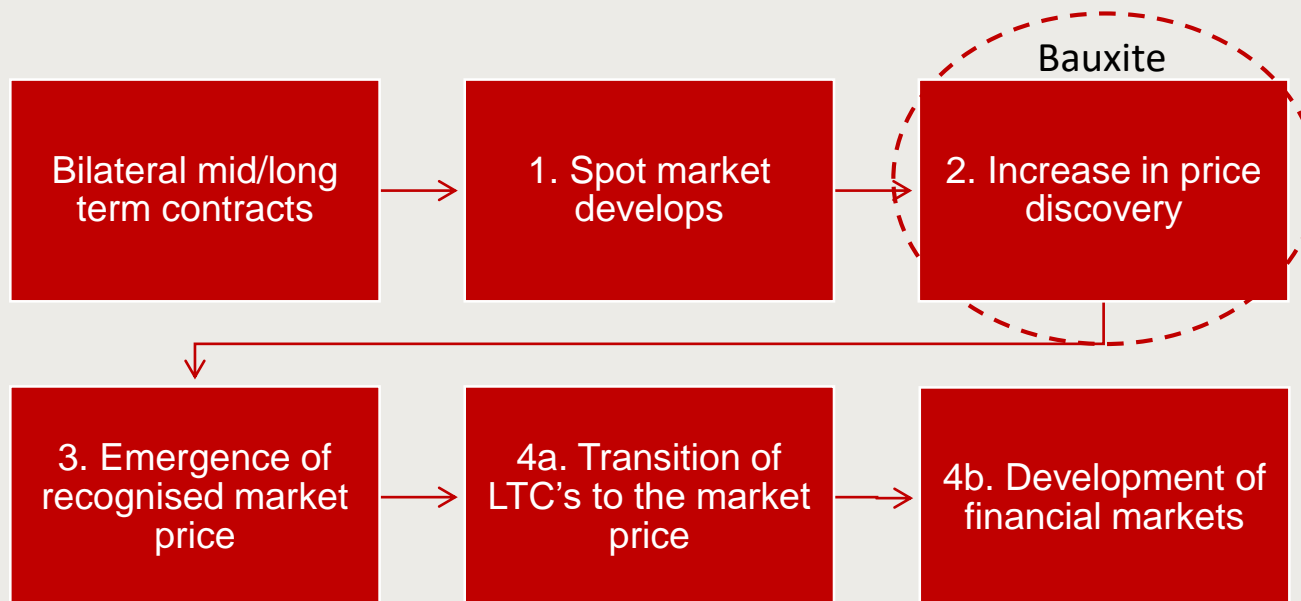 Bauxite
Bilateral mid/long
term contracts
1. Spot market
develops
2. Increase in price
discovery
3. Emergence of
recognised market
price
4a. Transition of
LTC’s to the market
price
4b. Development of
financial markets